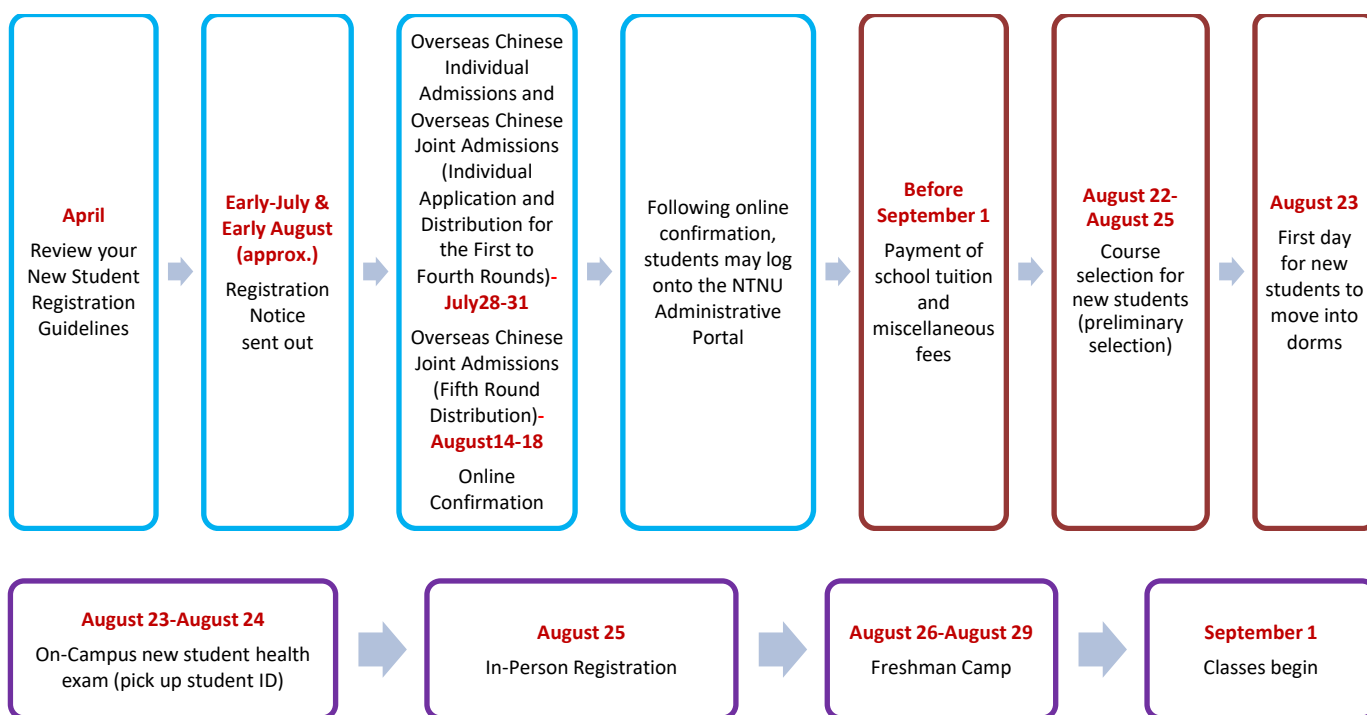 April
Review your
New Student
Registration
Guidelines
Early-July &
Early August
(approx.)
Registration
Notice
sent out
Overseas Chinese
Individual
Admissions and
Overseas Chinese
Joint Admissions
(Individual
Application and
Distribution for
the First to
Fourth Rounds)-
July28-31
Overseas Chinese
Joint Admissions
(Fifth Round
Distribution)-
August14-18
Online
Confirmation
Following online
confirmation,
students may log
onto the NTNU
Administrative
Portal
Before
September 1
Payment of
school tuition
and
miscellaneous
fees
August 22-
August 25
Course
selection for
new students
(preliminary
selection)
August 23
First day
for new
students to
move into
dorms
August 23-August 24
On-Campus new student health
exam (pick up student ID)
August 25
In-Person Registration
August 26-August 29
Freshman Camp
September 1
Classes begin